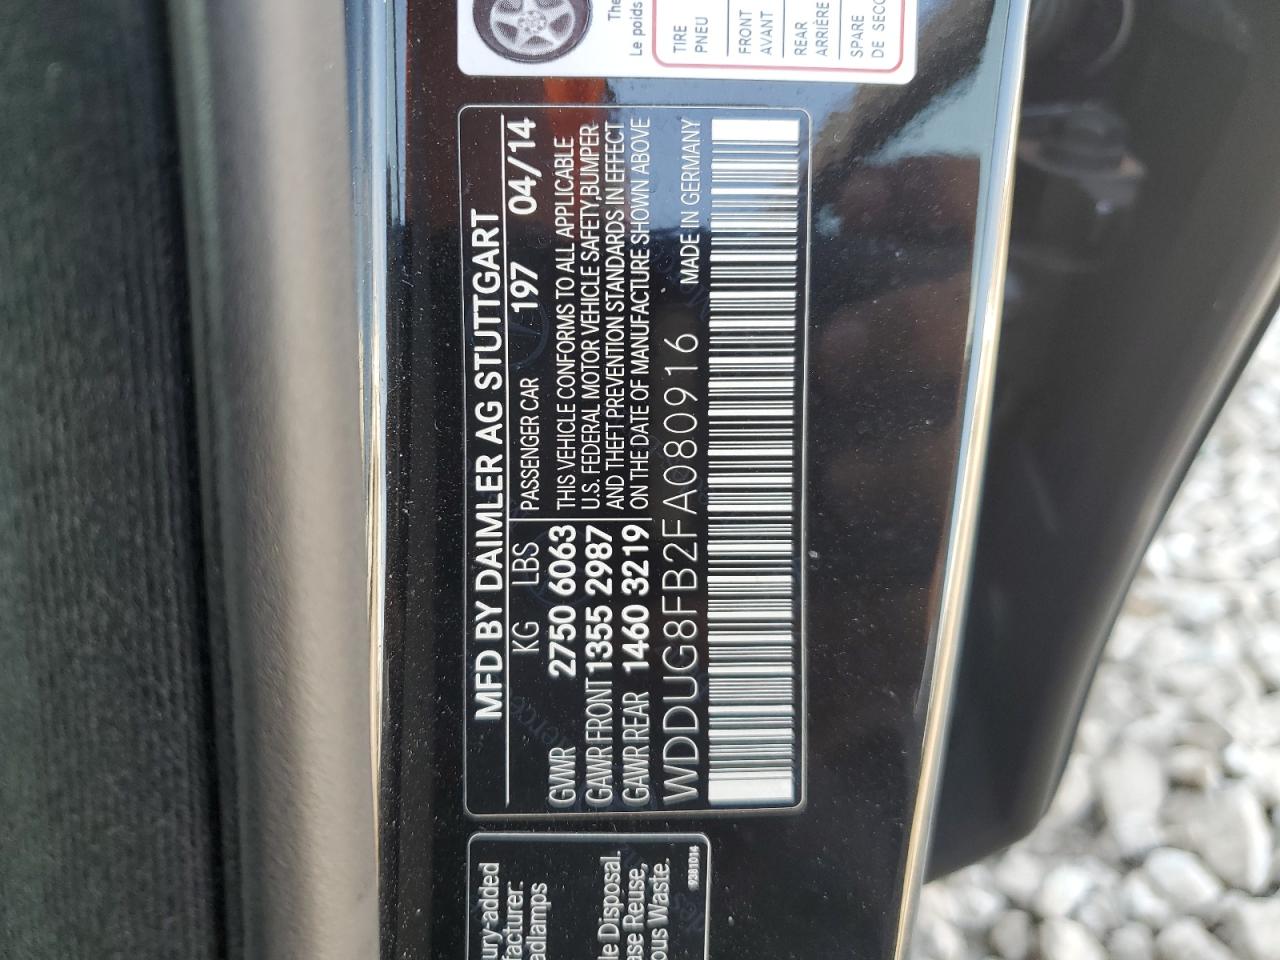 MFD BY DAIMLER AG STUTTGART
KG LBS PASSENGER CAR 197 04/14
GVWR 2750 6063
GAWR FRONT 1355 2987
GAWR REAR 1460 3219
THIS VEHICLE CONFORMS TO ALL APPLICABLE
U.S. FEDERAL MOTOR VEHICLE SAFETY,BUMPER
AND THEFT PREVENTION STANDARDS IN EFFECT
ON THE DATE OF MANUFACTURE SHOWN ABOVE
WDDUG8FB2FA080916 MADE IN GERMANY
The
Le poids
TIRE
PNEU
FRONT
AVANT
REAR
ARRIÈRE
SPARE
DE SECO
ury-added
facturer.
adlamps
le Disposal.
ase Reuse,
ous Waste.